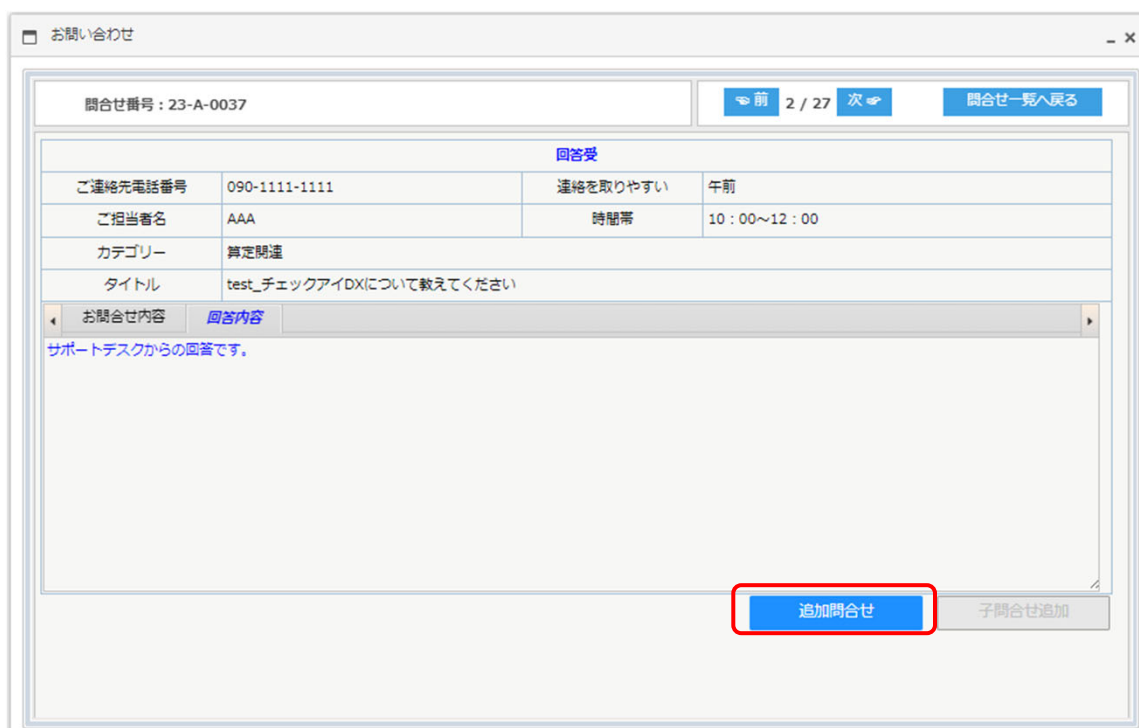 お問い合わせ
問合せ番号：23-A-0037
前 2 / 27 次 問合せ一覧へ戻る
回答受
ご連絡先電話番号 090-1111-1111 連絡を取りやすい 午前
ご担当者名 AAA 時間帯 10：00～12：00
カテゴリー 算定関連
タイトル test_チェックアイDXについて教えてください
お問合せ内容 回答内容
サポートデスクからの回答です。
追加問合せ 子問合せ追加